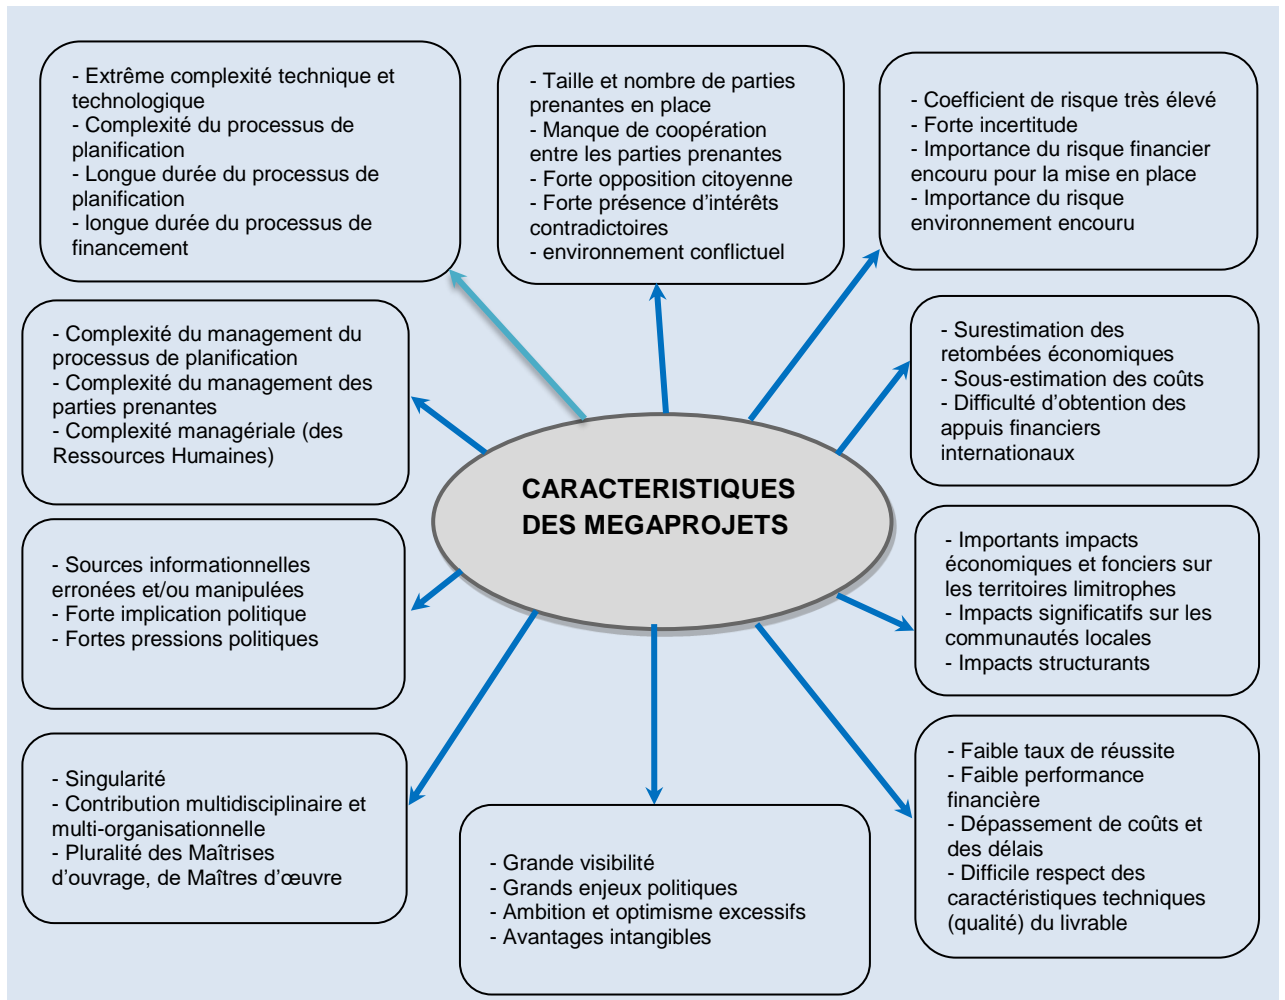 - Extrême complexité technique et
technologique
- Complexité du processus de
planification
- Longue durée du processus de
planification
- longue durée du processus de
financement
- Taille et nombre de parties
prenantes en place
- Manque de coopération
entre les parties prenantes
- Forte opposition citoyenne
- Forte présence d’intérêts
contradictoires
- environnement conflictuel
- Coefficient de risque très élevé
- Forte incertitude
- Importance du risque financier
encouru pour la mise en place
- Importance du risque
environnement encouru
- Complexité du management du
processus de planification
- Complexité du management des
parties prenantes
- Complexité managériale (des
Ressources Humaines)
- Surestimation des
retombées économiques
- Sous-estimation des coûts
- Difficulté d’obtention des
appuis financiers
internationaux
CARACTERISTIQUES
DES MEGAPROJETS
- Sources informationnelles
erronées et/ou manipulées
- Forte implication politique
- Fortes pressions politiques
- Importants impacts
économiques et fonciers sur
les territoires limitrophes
- Impacts significatifs sur les
communautés locales
- Impacts structurants
- Singularité
- Contribution multidisciplinaire et
multi-organisationnelle
- Pluralité des Maîtrises
d’ouvrage, de Maîtres d’œuvre
- Grande visibilité
- Grands enjeux politiques
- Ambition et optimisme excessifs
- Avantages intangibles
- Faible taux de réussite
- Faible performance
financière
- Dépassement de coûts et
des délais
- Difficile respect des
caractéristiques techniques
(qualité) du livrable